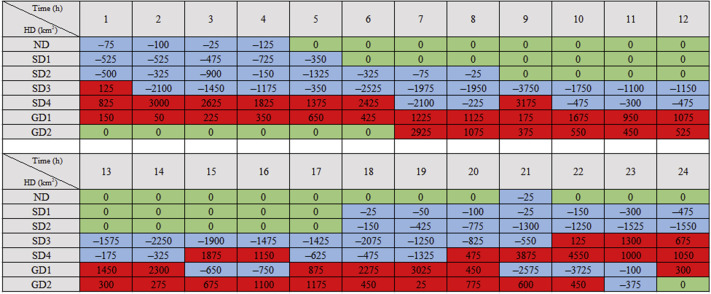 Time (h)
HD (km²) 1 2 3 4 5 6 7 8 9 10 11 12
ND −75 −100 −25 −125 0 0 0 0 0 0 0 0
SD1 −525 −525 −475 −725 −350 0 0 0 0 0 0 0
SD2 −500 −325 −900 −150 −1325 −325 −75 −25 0 0 0 0
SD3 125 −2100 −1450 −1175 −350 −2525 −1975 −1950 −3750 −1750 −1100 −1150
SD4 825 3000 2625 1825 1375 2425 −2100 −225 3175 −475 −300 −475
GD1 150 50 225 350 650 425 1225 1125 175 1675 950 1075
GD2 0 0 0 0 0 0 2925 1075 375 550 450 525
Time (h)
HD (km²) 13 14 15 16 17 18 19 20 21 22 23 24
ND 0 0 0 0 0 0 0 0 −25 0 0 0
SD1 0 0 0 0 0 −25 −50 −100 −25 −150 −300 −475
SD2 0 0 0 0 0 −150 −425 −775 −1300 −1250 −1525 −1550
SD3 −1575 −2250 −1900 −1475 −1425 −2075 −1250 −825 −550 125 1300 675
SD4 −175 −325 1875 1150 −625 −475 −1325 475 3875 4550 1000 1050
GD1 1450 2300 −650 −750 875 2275 3025 450 −2575 −3725 −100 300
GD2 300 275 675 1100 1175 450 25 775 600 450 −375 0